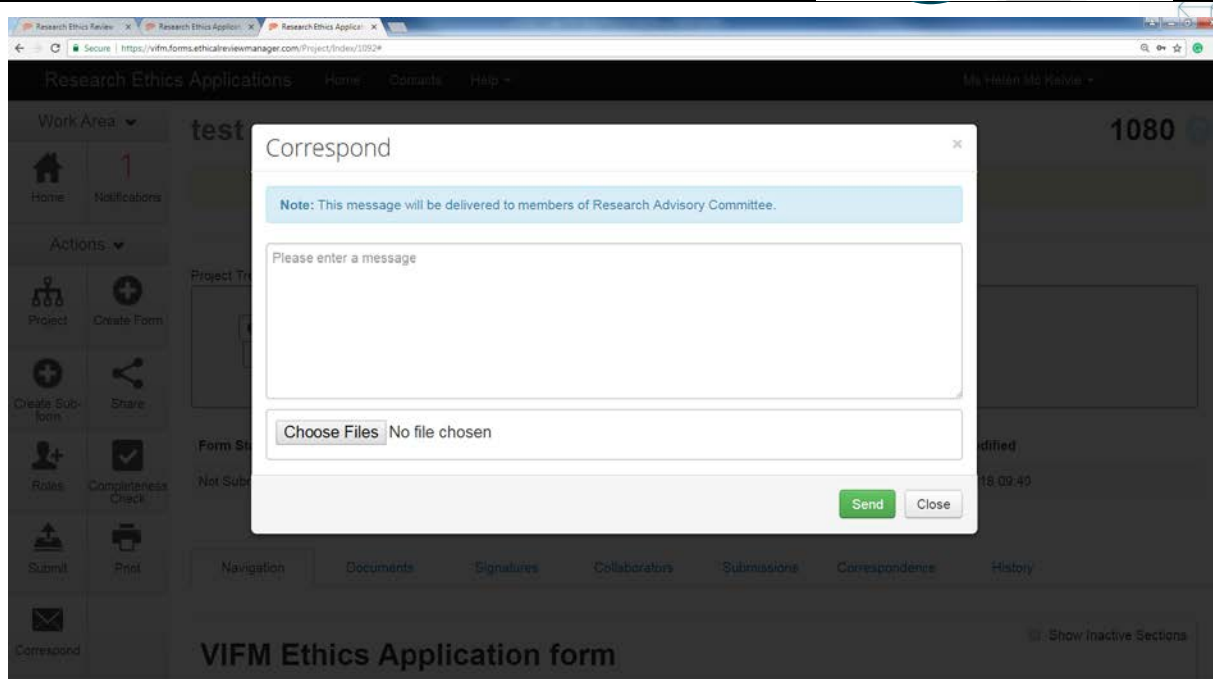 Research Ethics Review
Research Ethics Applicati
Research Ethics Applicat
Secure | https://vifm.forms.ethicalreviewmanager.com/Project/Index/1092#
Research Ethics Applications Home Contacts Help
Ms Helen Mc Kelvie
Work Area
test
1080
Home
1
Notifications
Actions
Project
Create Form
Create Sub-form
Share
Roles
Completeness Check
Submit
Print
Correspond
Correspond
×
Note: This message will be delivered to members of Research Advisory Committee.
Please enter a message
Choose Files No file chosen
Send
Close
Project Tre
Form St
Not Subr
dified
18 09:40
Navigation Documents Signatures Collaborators Submissions Correspondence History
Show Inactive Sections
VIFM Ethics Application form